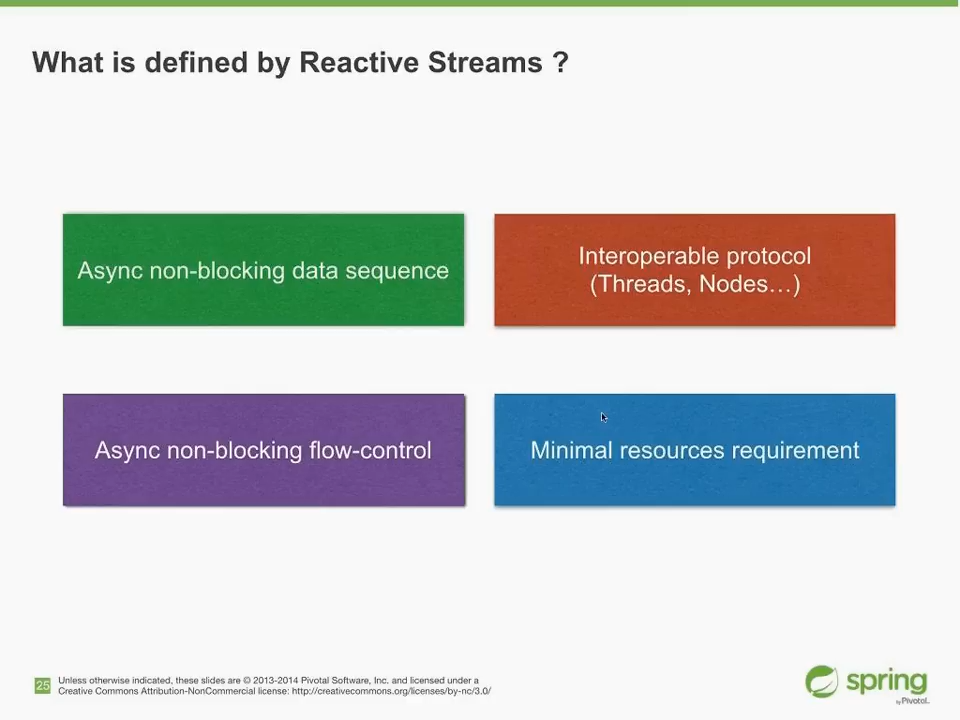 What is defined by Reactive Streams ?
Async non-blocking data sequence
Interoperable protocol
(Threads, Nodes…)
Async non-blocking flow-control
Minimal resources requirement
25
Unless otherwise indicated, these slides are © 2013-2014 Pivotal Software, Inc. and licensed under a
Creative Commons Attribution-NonCommercial license: http://creativecommons.org/licenses/by-nc/3.0/
spring
by Pivotal.